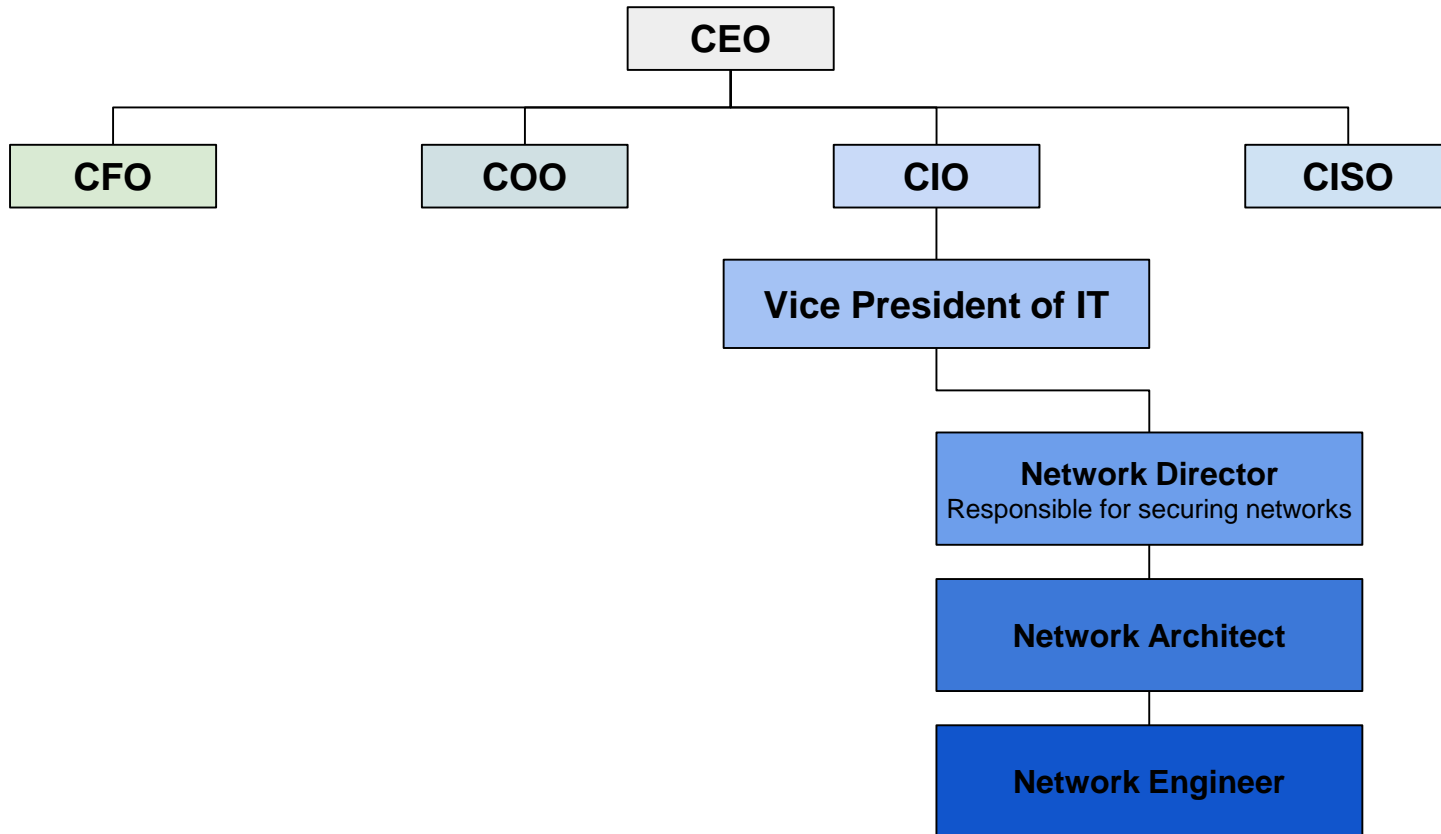 CEO
CFO
COO
CIO
CISO
Vice President of IT
Network Director
Responsible for securing networks
Network Architect
Network Engineer